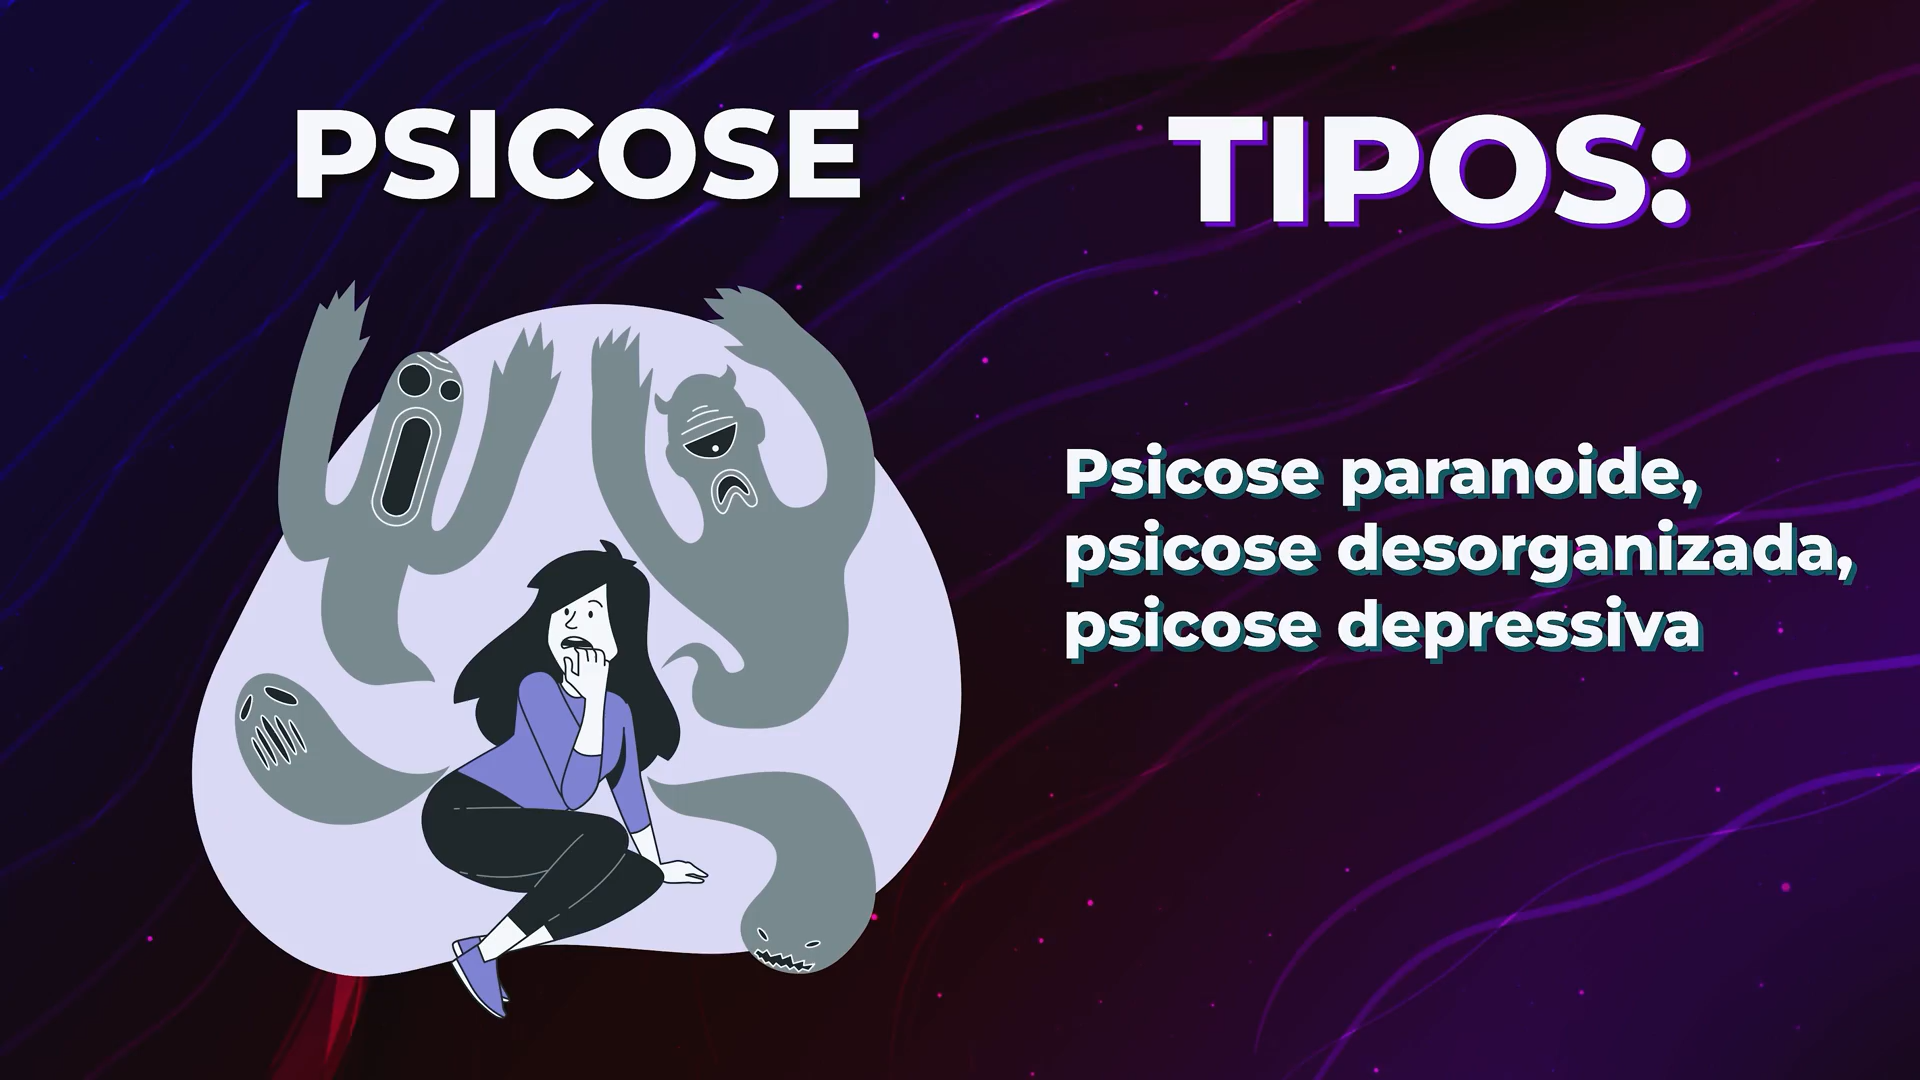 PSICOSE
TIPOS:
Psicose paranoide,
psicose desorganizada,
psicose depressiva